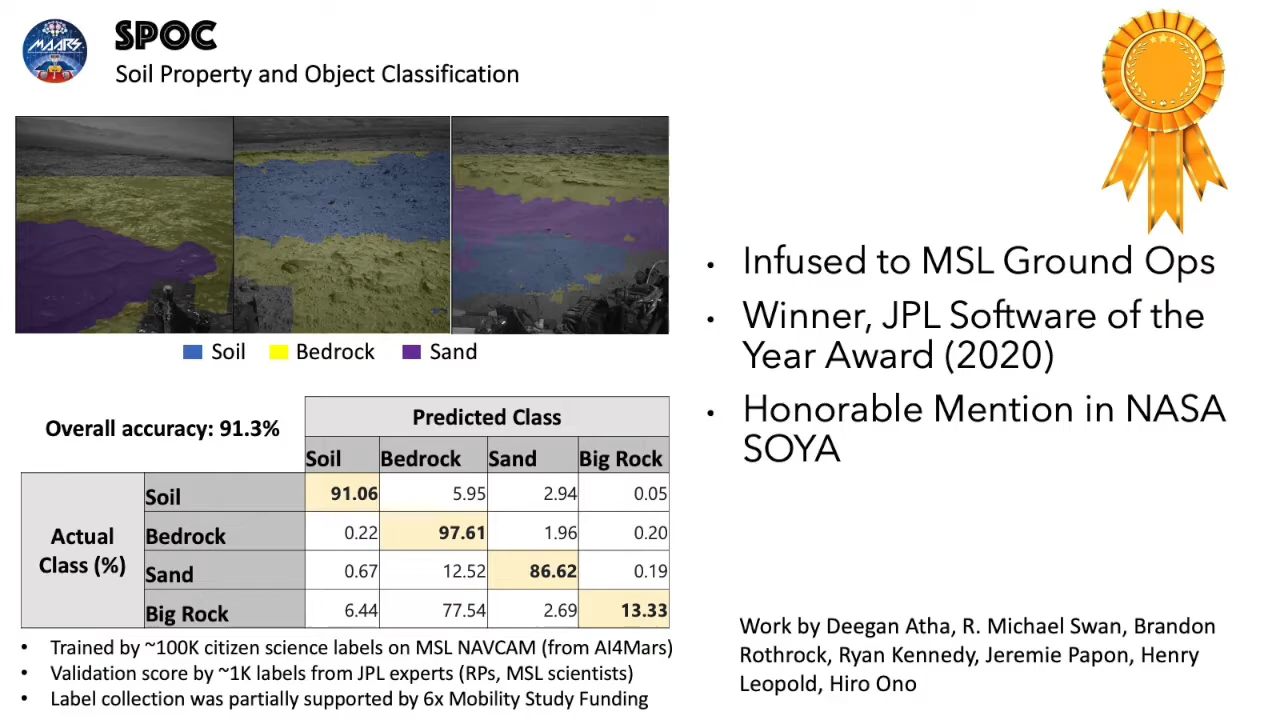 MAARS
SPOC
Soil Property and Object Classification
Soil Bedrock Sand
Overall accuracy: 91.3%
Predicted Class
Soil Bedrock Sand Big Rock
Actual Class (%)
Soil 91.06 5.95 2.94 0.05
Bedrock 0.22 97.61 1.96 0.20
Sand 0.67 12.52 86.62 0.19
Big Rock 6.44 77.54 2.69 13.33
• Trained by ~100K citizen science labels on MSL NAVCAM (from AI4Mars)
• Validation score by ~1K labels from JPL experts (RPs, MSL scientists)
• Label collection was partially supported by 6x Mobility Study Funding
• Infused to MSL Ground Ops
• Winner, JPL Software of the
Year Award (2020)
• Honorable Mention in NASA
SOYA
Work by Deegan Atha, R. Michael Swan, Brandon
Rothrock, Ryan Kennedy, Jeremie Papon, Henry
Leopold, Hiro Ono